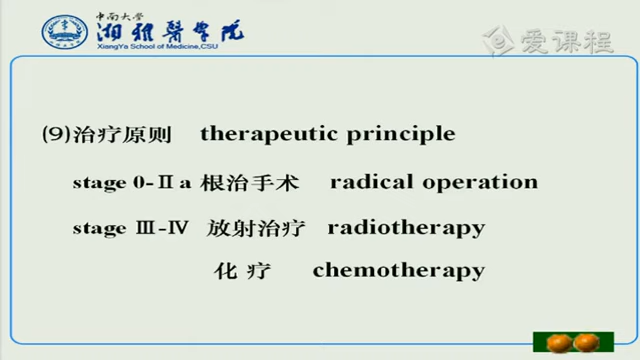 中南大学
湘雅醫学院
XiangYa School of Medicine,CSU
e 爱课程
(9)治疗原则 therapeutic principle
stage 0-Ⅱa 根治手术 radical operation
stage Ⅲ-Ⅳ 放射治疗 radiotherapy
化 疗 chemotherapy